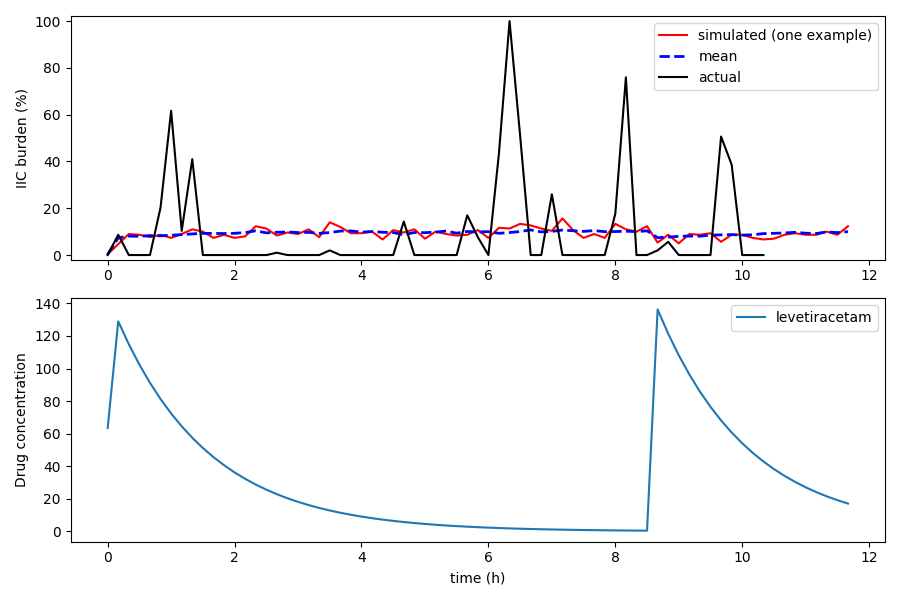 IIC burden (%)
100
80
60
40
20
0
simulated (one example)
mean
actual
0 2 4 6 8 10 12
Drug concentration
140
120
100
80
60
40
20
0
levetiracetam
0 2 4 6 8 10 12
time (h)